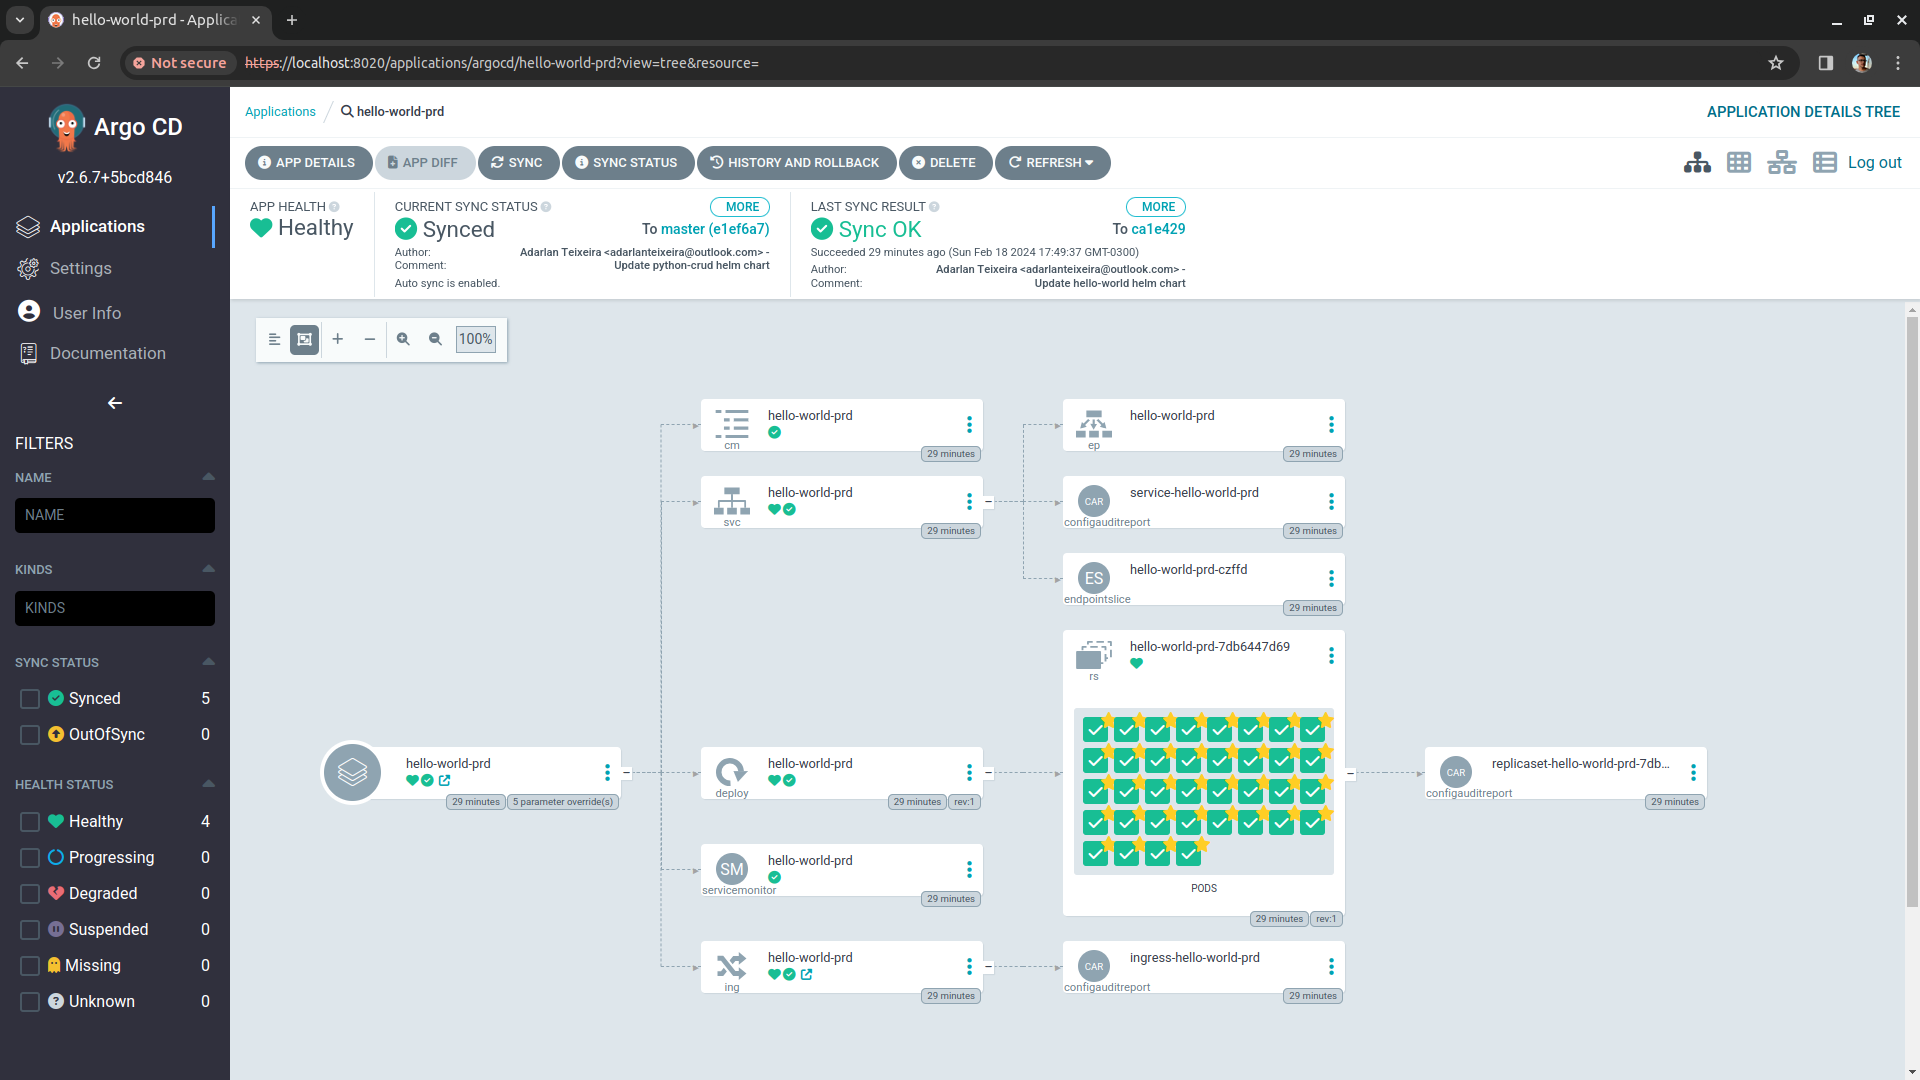 hello-world-prd - Applica
Not secure
https://localhost:8020/applications/argocd/hello-world-prd?view=tree&resource=
Argo CD
v2.6.7+5bcd846
Applications
Settings
User Info
Documentation
FILTERS
NAME
NAME
KINDS
KINDS
SYNC STATUS
Synced 5
OutOfSync 0
HEALTH STATUS
Healthy 4
Progressing 0
Degraded 0
Suspended 0
Missing 0
Unknown 0
Applications / hello-world-prd
APPLICATION DETAILS TREE
APP DETAILS APP DIFF SYNC SYNC STATUS HISTORY AND ROLLBACK DELETE REFRESH
Log out
APP HEALTH
Healthy
CURRENT SYNC STATUS MORE
Synced To master (e1ef6a7)
Author: Adarlan Teixeira <adarlanteixeira@outlook.com> -
Comment: Update python-crud helm chart
Auto sync is enabled.
LAST SYNC RESULT MORE
Sync OK To ca1e429
Succeeded 29 minutes ago (Sun Feb 18 2024 17:49:37 GMT-0300)
Author: Adarlan Teixeira <adarlanteixeira@outlook.com> -
Comment: Update hello-world helm chart
100%
hello-world-prd
29 minutes 5 parameter override(s)
hello-world-prd
cm
29 minutes
hello-world-prd
svc
29 minutes
hello-world-prd
deploy
29 minutes rev:1
SM
hello-world-prd
servicemonitor
29 minutes
hello-world-prd
ing
29 minutes
hello-world-prd
ep
29 minutes
CAR
service-hello-world-prd
configauditreport
29 minutes
ES
hello-world-prd-czffd
endpointslice
29 minutes
hello-world-prd-7db6447d69
rs
PODS
29 minutes rev:1
CAR
ingress-hello-world-prd
configauditreport
29 minutes
CAR
replicaset-hello-world-prd-7db...
configauditreport
29 minutes